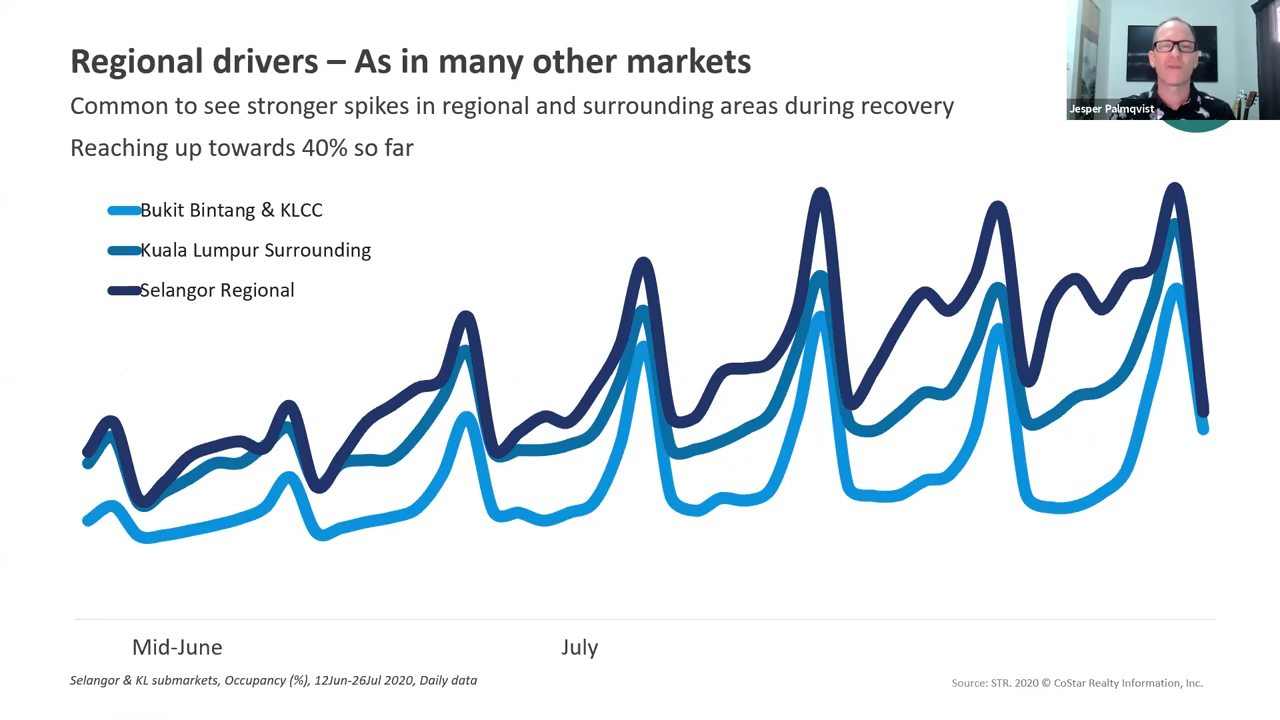 Regional drivers – As in many other markets
Common to see stronger spikes in regional and surrounding areas during recovery
Reaching up towards 40% so far
Jesper Palmqvist
Bukit Bintang & KLCC
Kuala Lumpur Surrounding
Selangor Regional
Mid-June
July
Selangor & KL submarkets, Occupancy (%), 12Jun-26Jul 2020, Daily data
Source: STR. 2020 © CoStar Realty Information, Inc.